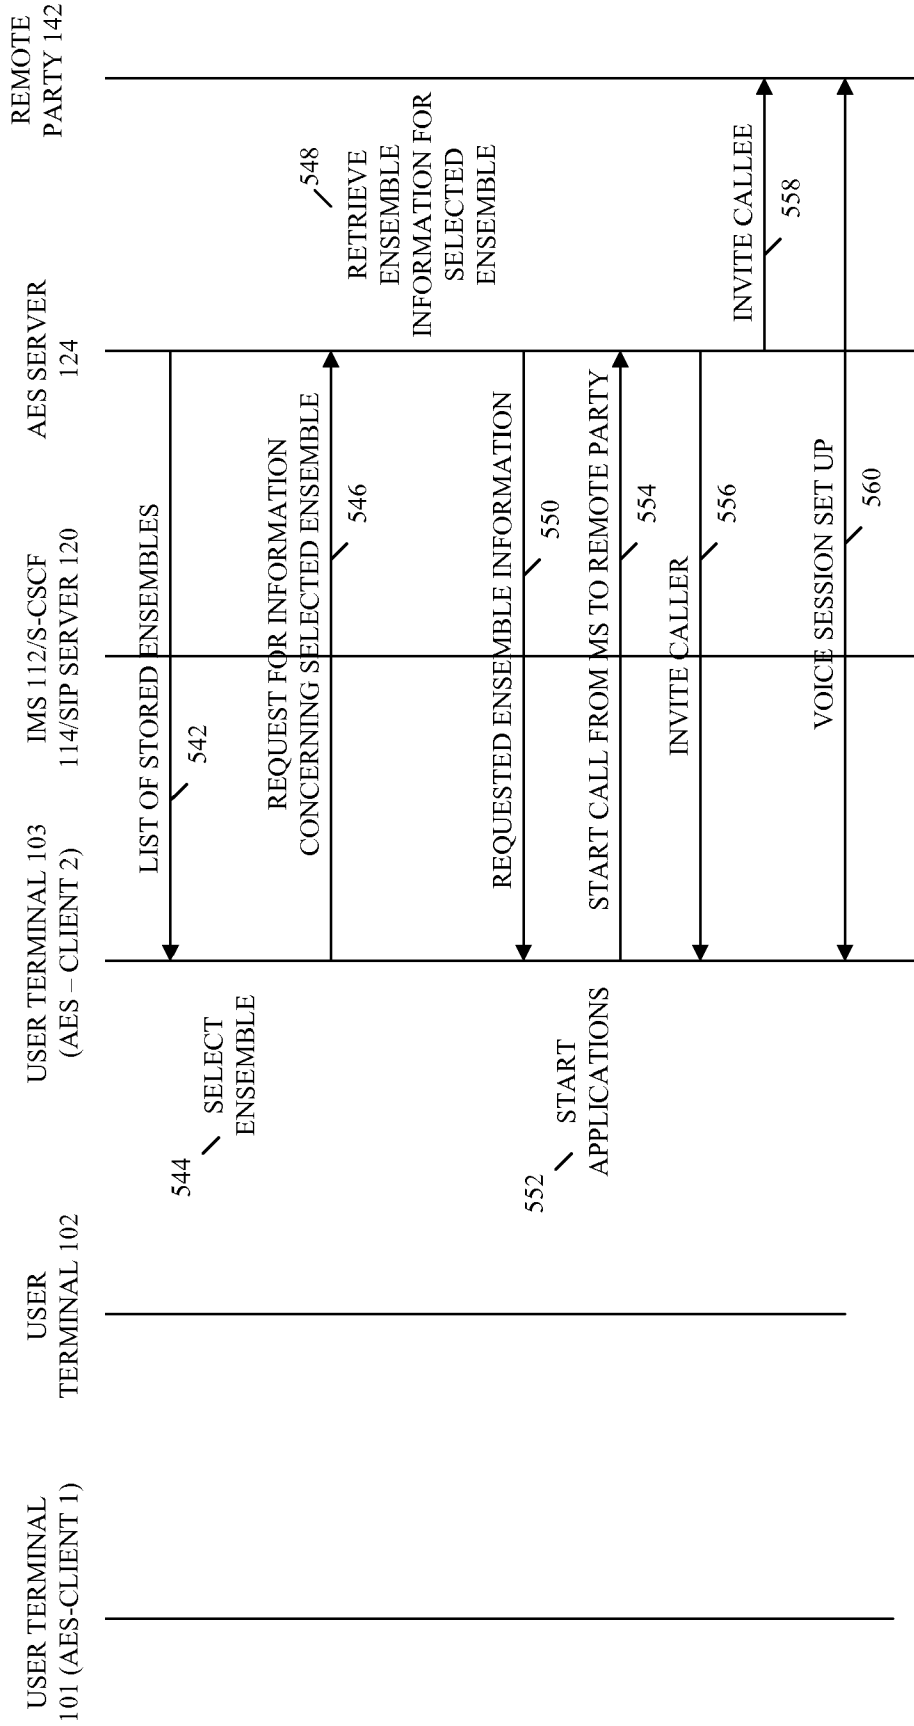 USER TERMINAL
101 (AES-CLIENT 1)
USER
TERMINAL 102
USER TERMINAL 103
(AES – CLIENT 2)
IMS 112/S-CSCF
114/SIP SERVER 120
AES SERVER
124
REMOTE
PARTY 142
LIST OF STORED ENSEMBLES
542
544
SELECT
ENSEMBLE
REQUEST FOR INFORMATION
CONCERNING SELECTED ENSEMBLE
546
548
RETRIEVE
ENSEMBLE
INFORMATION FOR
SELECTED
ENSEMBLE
REQUESTED ENSEMBLE INFORMATION
550
552
START
APPLICATIONS
START CALL FROM MS TO REMOTE PARTY
554
INVITE CALLER
556
INVITE CALLEE
558
VOICE SESSION SET UP
560